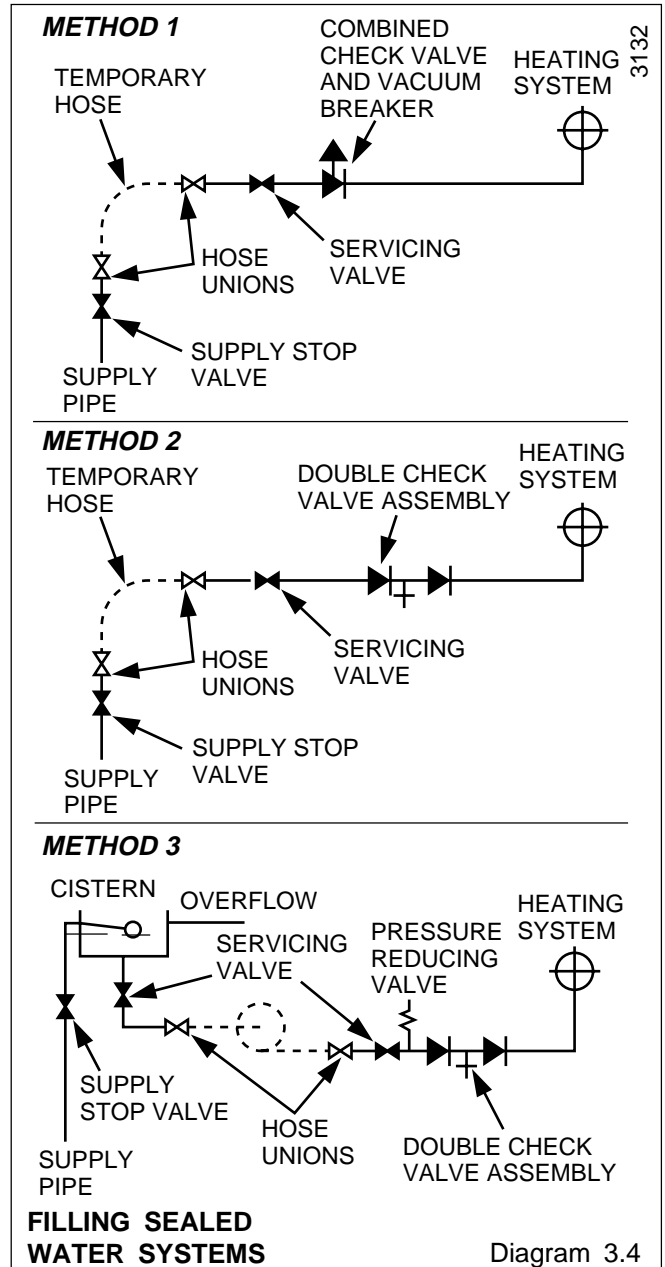 METHOD 1
COMBINED
CHECK VALVE
AND VACUUM
BREAKER
HEATING
SYSTEM
3132
TEMPORARY
HOSE
HOSE
UNIONS
SERVICING
VALVE
SUPPLY STOP
VALVE
SUPPLY
PIPE
METHOD 2
TEMPORARY
HOSE
DOUBLE CHECK
VALVE ASSEMBLY
HEATING
SYSTEM
HOSE
UNIONS
SERVICING
VALVE
SUPPLY STOP
VALVE
SUPPLY
PIPE
METHOD 3
CISTERN
OVERFLOW
SERVICING
VALVE
PRESSURE
REDUCING
VALVE
HEATING
SYSTEM
SUPPLY
STOP VALVE
HOSE
UNIONS
DOUBLE CHECK
VALVE ASSEMBLY
SUPPLY
PIPE
FILLING SEALED
WATER SYSTEMS
Diagram 3.4